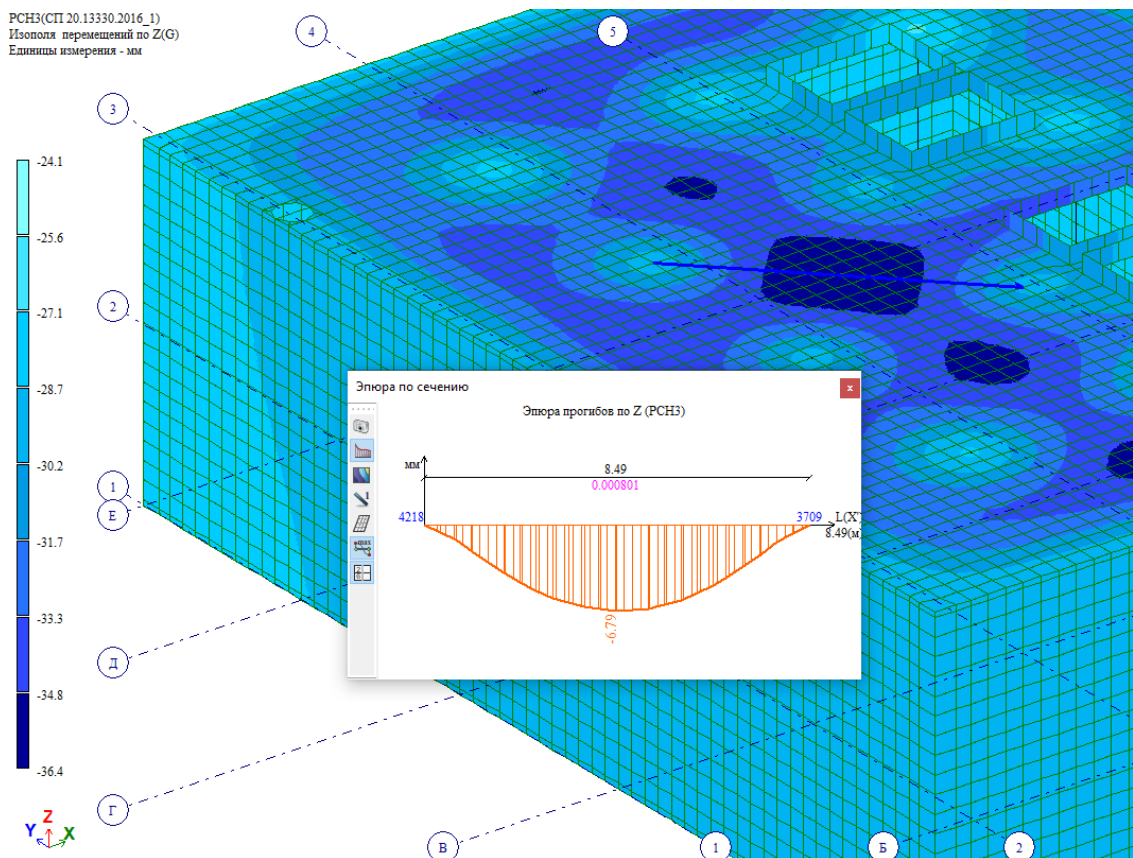 РСН3(СП 20.13330.2016_1)
Изополя перемещений по Z(G)
Единицы измерения - мм
4
5
3
-24.1
-25.6
-27.1
-28.7
-30.2
-31.7
-33.3
-34.8
-36.4
2
1
Е
Д
Г
В
1
Б
2
Z
Y
X
Эпюра по сечению
x
Эпюра прогибов по Z (РСН3)
мм
8.49
0.000801
4218
3709
L(X
8.49(м)
-6.79
1
max